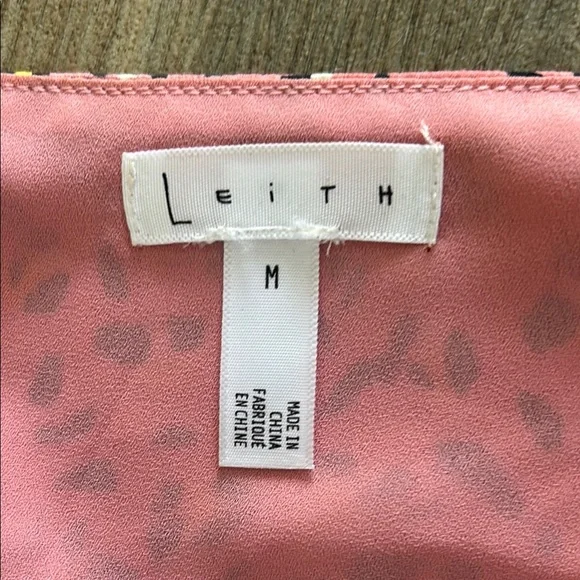 LEiTH
M
MADE IN
CHINA
FABRIQUÉ
EN CHINE